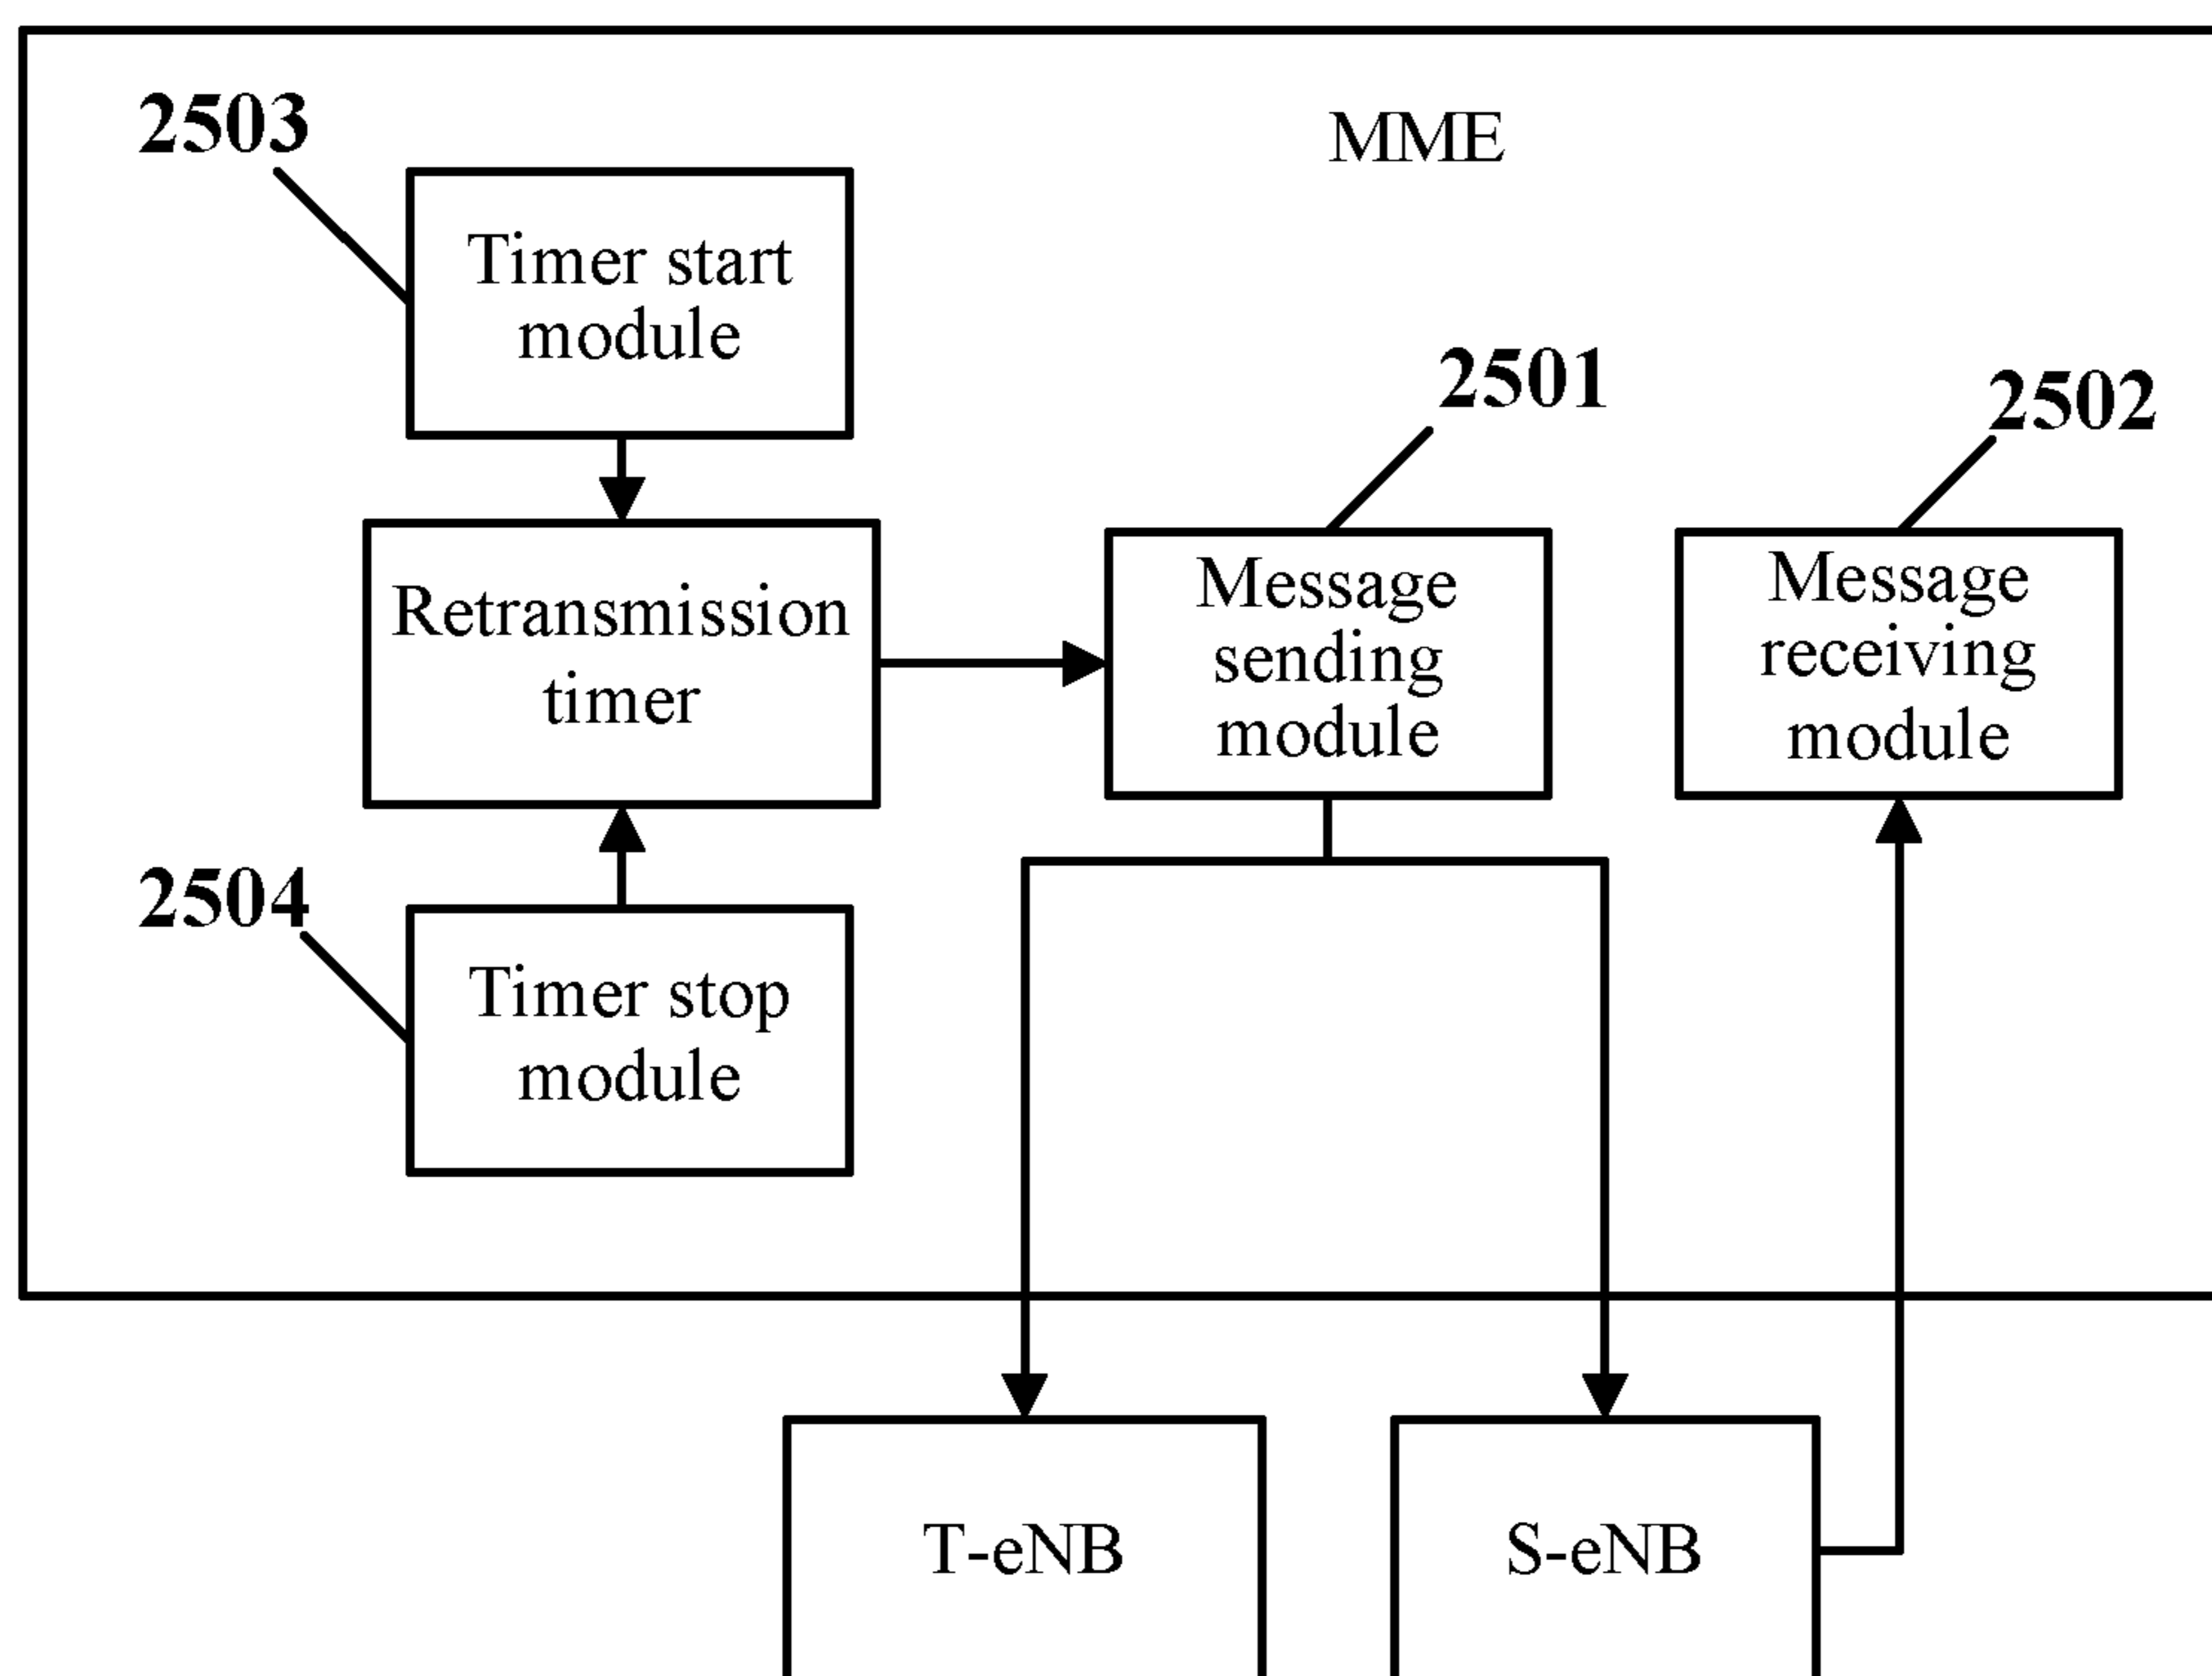 2503
MME
Timer start
module
2501
2502
Retransmission
timer
Message
sending
module
Message
receiving
module
2504
Timer stop
module
T-eNB
S-eNB